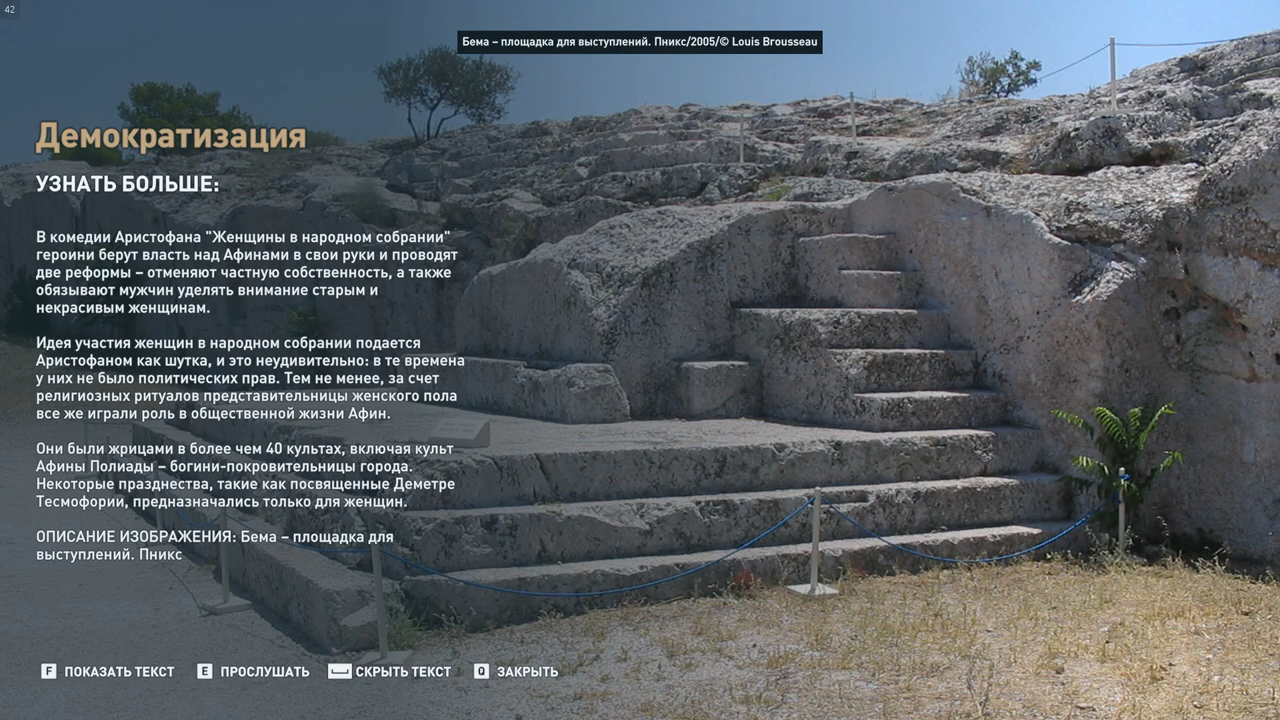 42
Бема – площадка для выступлений. Пникс/2005/© Louis Brousseau
Демократизация
УЗНАТЬ БОЛЬШЕ:
В комедии Аристофана "Женщины в народном собрании"
героини берут власть над Афинами в свои руки и проводят
две реформы – отменяют частную собственность, а также
обязывают мужчин уделять внимание старым и
некрасивым женщинам.
Идея участия женщин в народном собрании подается
Аристофаном как шутка, и это неудивительно: в те времена
у них не было политических прав. Тем не менее, за счет
религиозных ритуалов представительницы женского пола
все же играли роль в общественной жизни Афин.
Они были жрицами в более чем 40 культах, включая культ
Афины Полиады – богини-покровительницы города.
Некоторые празднества, такие как посвященные Деметре
Тесмофории, предназначались только для женщин.
ОПИСАНИЕ ИЗОБРАЖЕНИЯ: Бема – площадка для
выступлений. Пникс
F ПОКАЗАТЬ ТЕКСТ E ПРОСЛУШАТЬ СКРЫТЬ ТЕКСТ Q ЗАКРЫТЬ